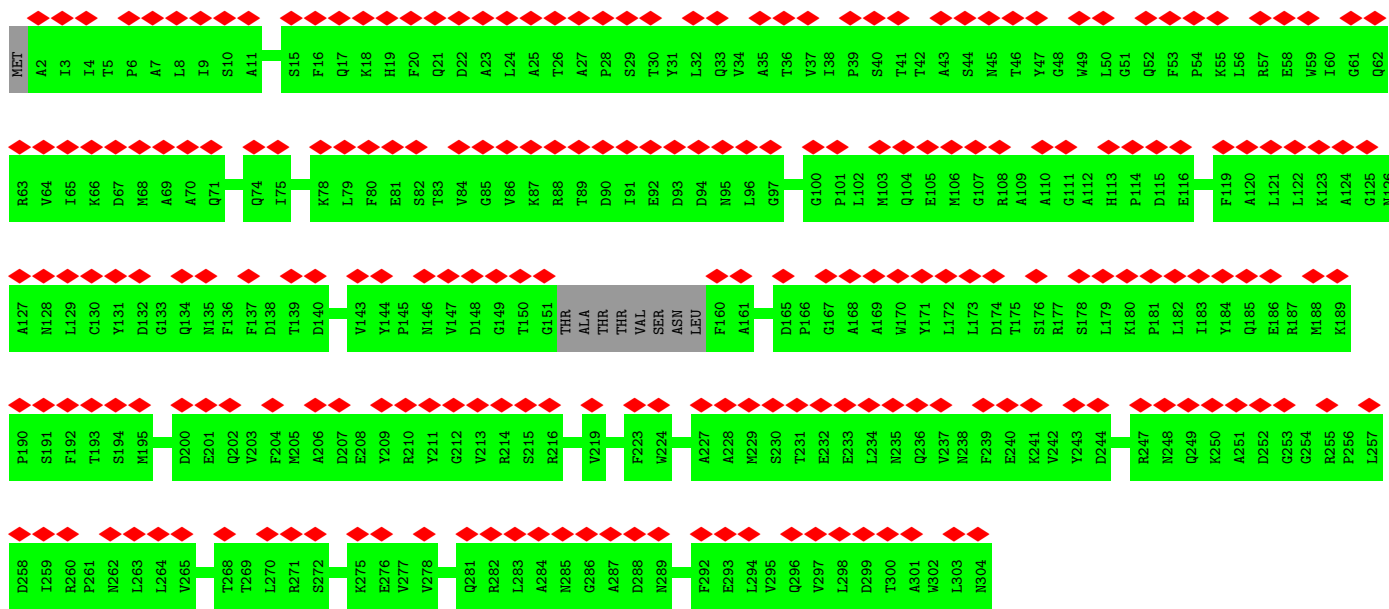 MET A2 I3 I4 T5 P6 A7 L8 I9 S10 A11 S15 F16 Q17 K18 H19 F20 Q21 D22 A23 L24 A25 T26 A27 P28 S29 T30 Y31 L32 Q33 V34 A35 T36 V37 I38 P39 S40 T41 T42 A43 S44 N45 T46 Y47 G48 W49 L50 G51 Q52 F53 P54 K55 L56 R57 E58 W59 I60 G61 Q62
R63 V64 I65 K66 D67 M68 A69 A70 Q71 Q74 I75 K78 L79 F80 E81 S82 T83 V84 G85 V86 K87 R88 T89 D90 I91 E92 D93 D94 N95 L96 G97 G100 P101 L102 M103 Q104 E105 M106 G107 R108 A109 A110 G111 A112 H113 P114 D115 E116 F119 A120 L121 L122 K123 A124 G125 N126
A127 N128 L129 C130 Y131 D132 G133 Q134 N135 F136 F137 D138 T139 D140 V143 Y144 P145 N146 V147 D148 G149 T150 G151 THR ALA THR THR VAL SER ASN LEU F160 A161 D165 P166 G167 A168 A169 W170 Y171 L172 L173 D174 T175 S176 R177 S178 L179 K180 P181 L182 I183 Y184 Q185 E186 R187 M188 K189
P190 S191 F192 T193 S194 M195 D200 E201 Q202 V203 F204 M205 A206 D207 E208 Y209 R210 Y211 G212 V213 R214 S215 R216 V219 F223 W224 A227 A228 M229 S230 T231 E232 E233 L234 N235 Q236 V237 N238 F239 E240 K241 V242 Y243 D244 R247 N248 Q249 K250 A251 D252 G253 G254 R255 P256 L257
D258 I259 R260 P261 N262 L263 L264 V265 T268 T269 L270 R271 S272 K275 E276 V277 V278 Q281 R282 L283 A284 N285 G286 A287 D288 N289 F292 E293 L294 V295 Q296 V297 L298 D299 T300 A301 W302 L303 N304